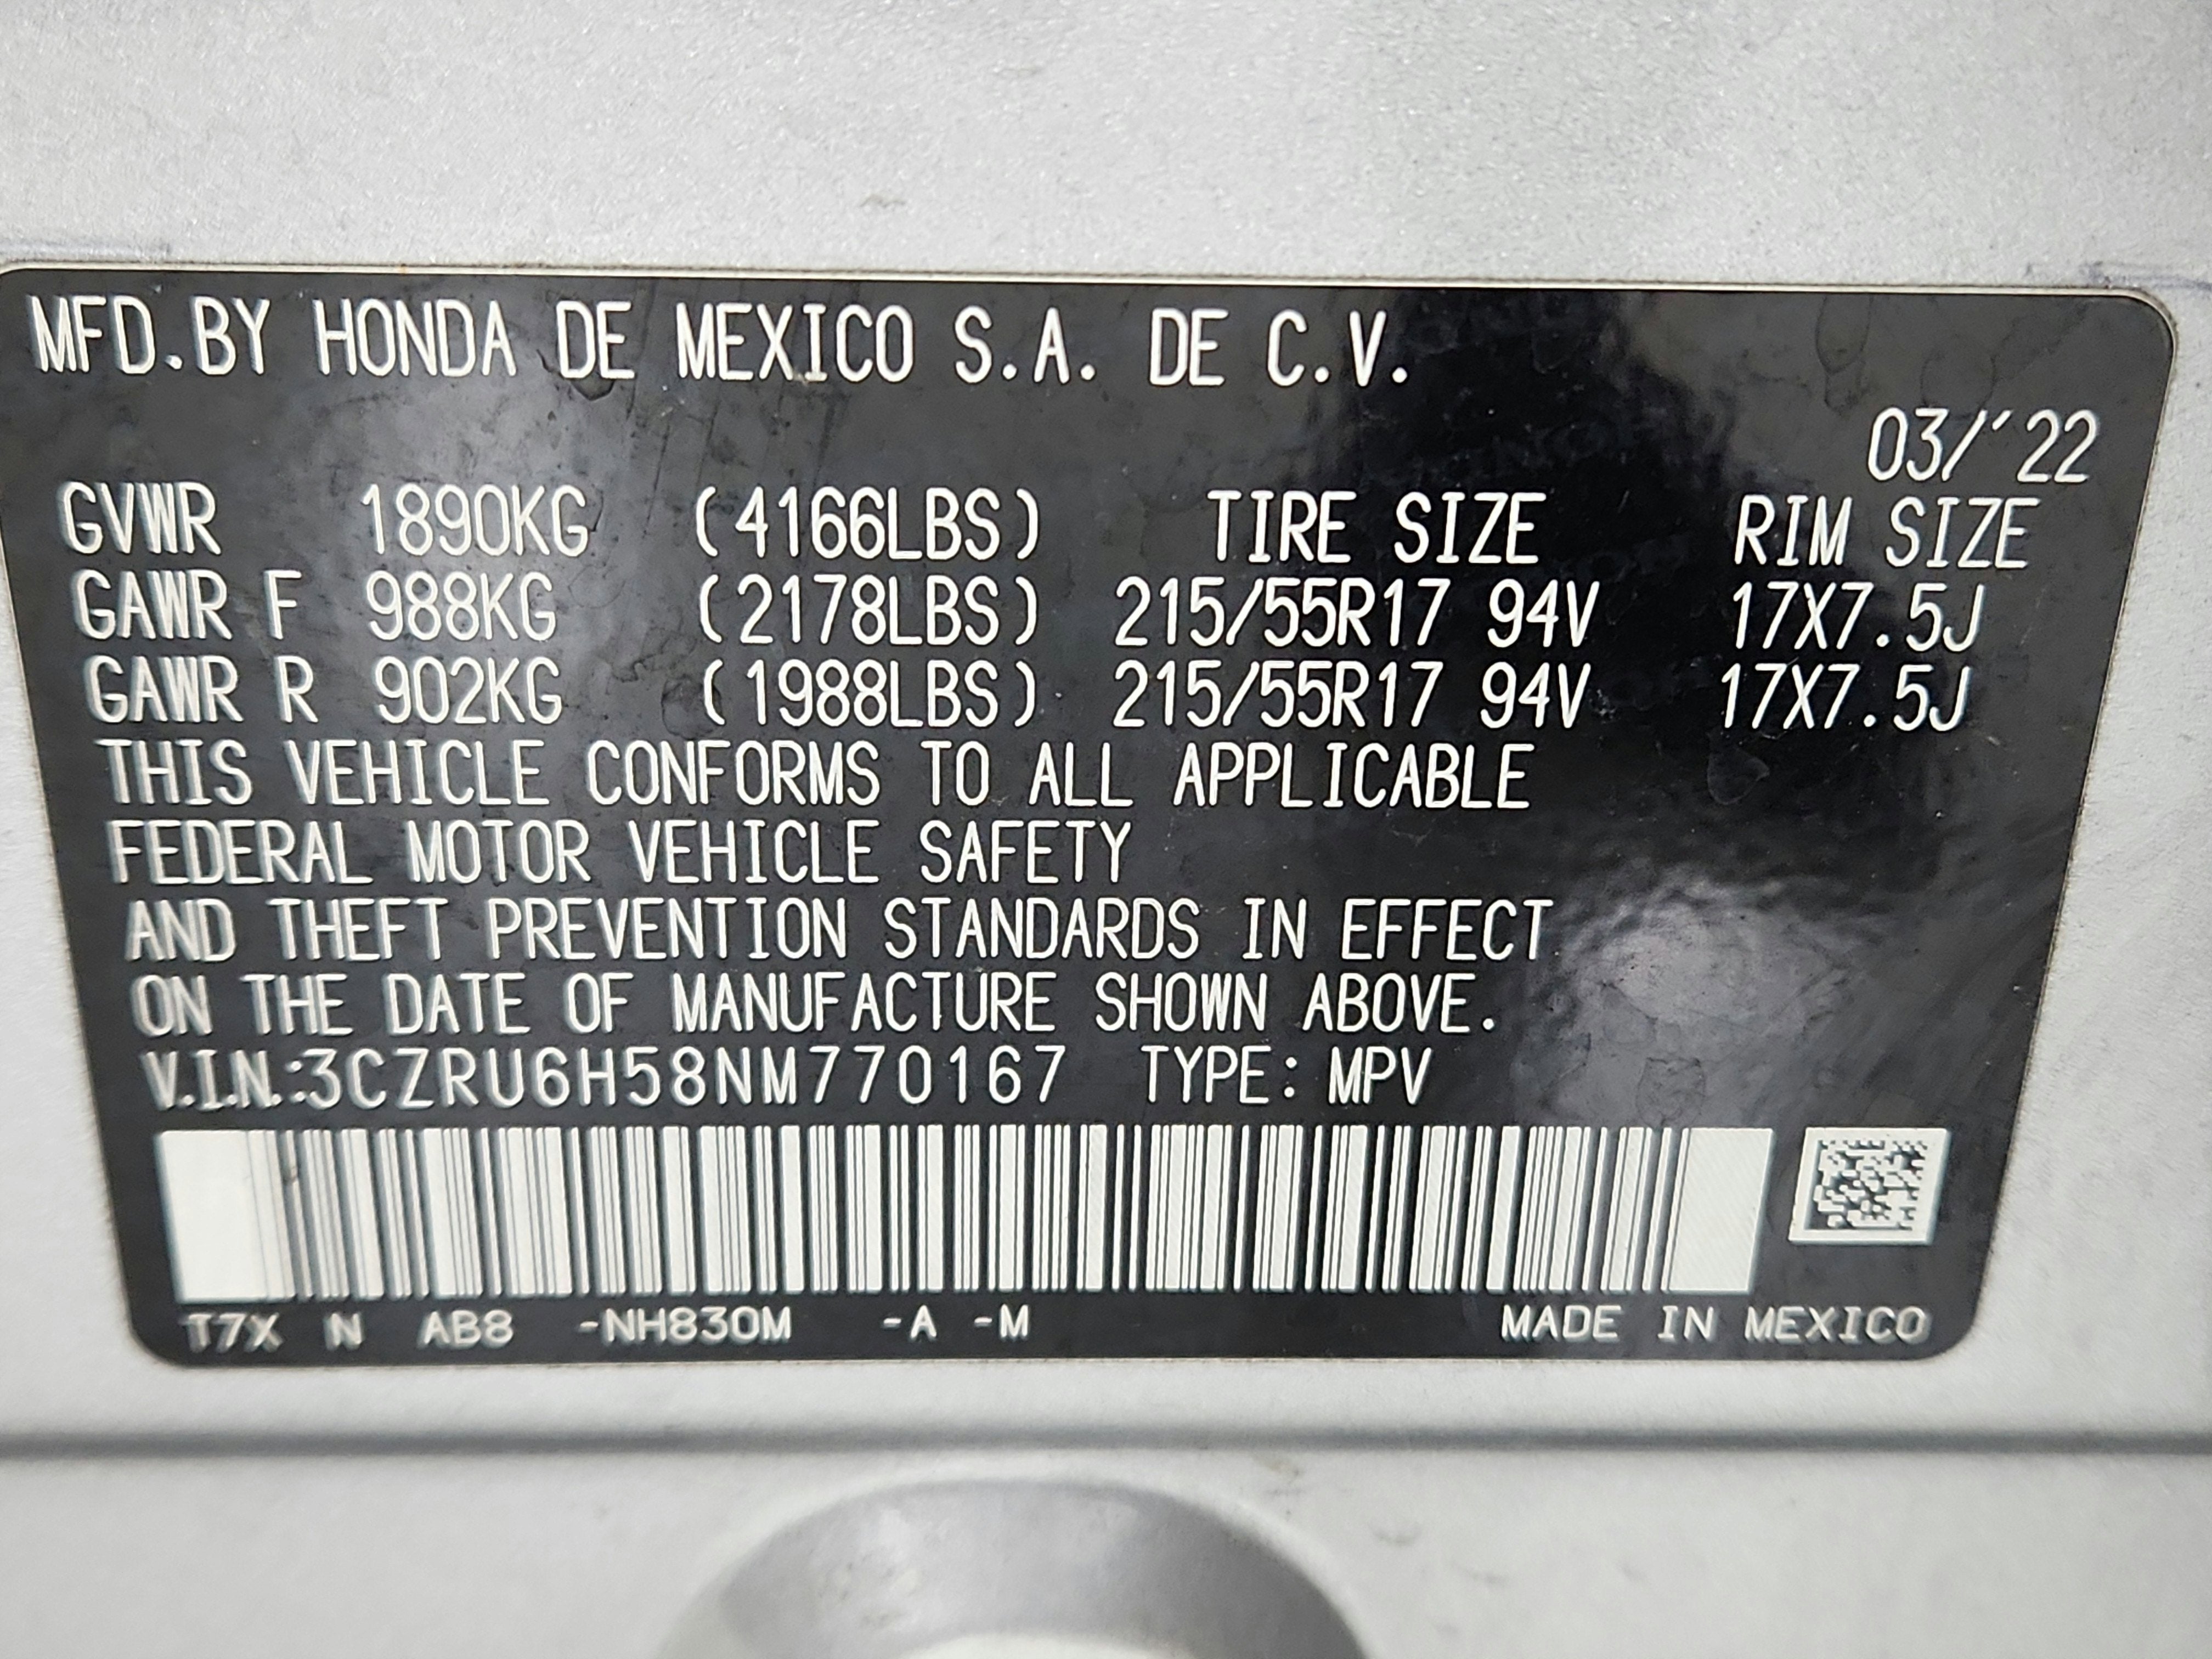 MFD.BY HONDA DE MEXICO S.A. DE C.V.
03/'22
GVWR 1890KG (4166LBS) TIRE SIZE RIM SIZE
GAWR F 988KG (2178LBS) 215/55R17 94V 17X7.5J
GAWR R 902KG (1988LBS) 215/55R17 94V 17X7.5J
THIS VEHICLE CONFORMS TO ALL APPLICABLE
FEDERAL MOTOR VEHICLE SAFETY
AND THEFT PREVENTION STANDARDS IN EFFECT
ON THE DATE OF MANUFACTURE SHOWN ABOVE.
V.I.N.:3CZRU6H58NM770167 TYPE: MPV
T7X N AB8 -NH830M -A -M MADE IN MEXICO